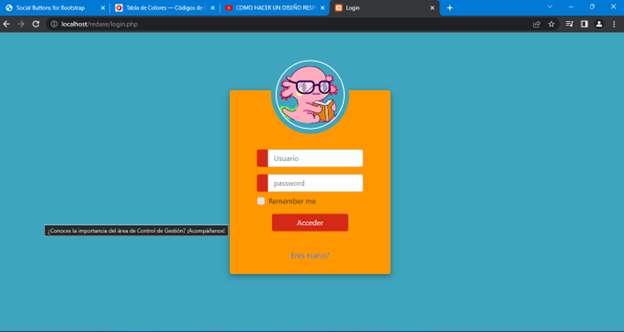 Social Buttons for Bootstrap
Tabla de Colores — Códigos de
COMO HACER UN DISEÑO RESP
Login
localhost/redase/login.php
Usuario
password
Remember me
Acceder
¿Conoces la importancia del área de Control de Gestión? ¡Acompáñanos!
Eres nuevo?